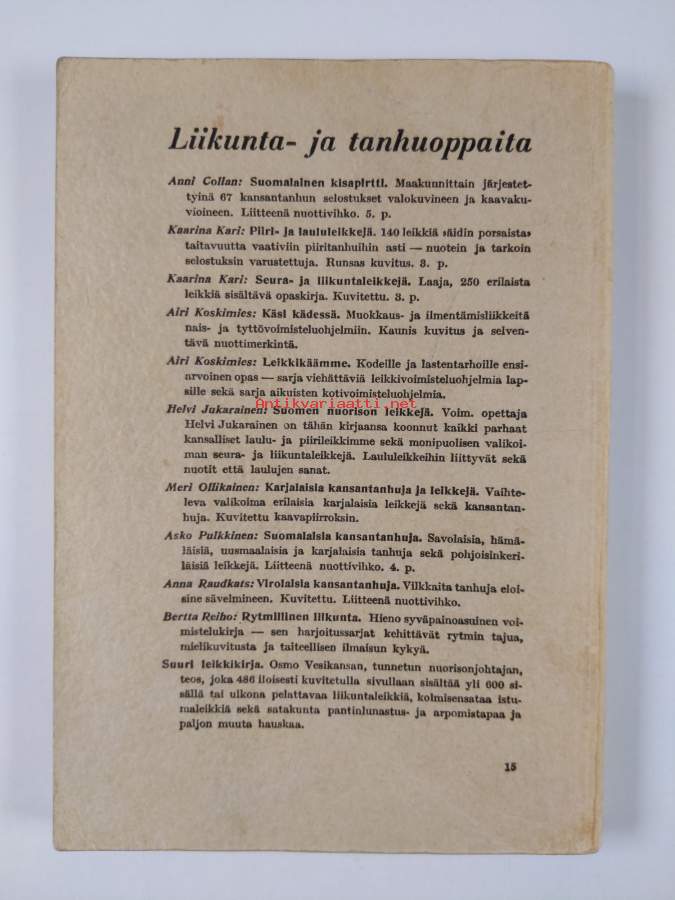 Liikunta- ja tanhuoppaita
Anni Collan: Suomalainen kisapirtti. Maakunnittain järjestet-
tyinä 67 kansantanhun selostukset valokuvineen ja kaavaku-
vioineen. Liitteenä nuottivihko. 5. p.
Kaarina Kari: Piiri- ja laululeikkejä. 140 leikkiä »äidin porsaista»
taitavuutta vaativiin piiritanhuihin asti — nuotein ja tarkoin
selostuksin varustettuja. Runsas kuvitus. 3. p.
Kaarina Kari: Seura- ja liikuntaleikkejä. Laaja, 250 erilaista
leikkiä sisältävä opaskirja. Kuvitettu. 3. p.
Airi Koskimies: Käsi kädessä. Muokkaus- ja ilmentämisliikkeitä
nais- ja tyttövoimisteluohjelmiin. Kaunis kuvitus ja selven-
tävä nuottimerkintä.
Airi Koskimies: Leikkikäämme. Kodeille ja lastentarhoille ensi-
arvoinen opas — sarja viehättäviä leikkivoimisteluohjelmia lap-
sille sekä sarja aikuisten kotivoimisteluohjelmia.
Antikvariaatti.net
Helvi Jukarainen: Suomen nuorison leikkejä. Voim. opettaja
Helvi Jukarainen on tähän kirjaansa koonnut kaikki parhaat
kansalliset laulu- ja piirileikkimme sekä monipuolisen valikoi-
man seura- ja liikuntaleikkejä. Laululeikkeihin liittyvät sekä
nuotit että laulujen sanat.
Meri Ollikainen: Karjalaisia kansantanhuja ja leikkejä. Vaihte-
leva valikoima erilaisia karjalaisia leikkejä sekä kansantan-
huja. Kuvitettu kaavapiirroksin.
Asko Pulkkinen: Suomalaisia kansantanhuja. Savolaisia, hämä-
läisiä, uusmaalaisia ja karjalaisia tanhuja sekä pohjoisinkeri-
läisiä leikkejä. Liitteenä nuottivihko. 4. p.
Anna Raudkats: Virolaisia kansantanhuja. Vilkkaita tanhuja eloi-
sine sävelmineen. Kuvitettu. Liitteenä nuottivihko.
Bertta Reiho: Rytmillinen liikunta. Hieno syväpainoasuinen voi-
mistelukirja — sen harjoitussarjat kehittävät rytmin tajua,
mielikuvitusta ja taiteellisen ilmaisun kykyä.
Suuri leikkikirja. Osmo Vesikansan, tunnetun nuorisonjohtajan,
teos, joka 486 iloisesti kuvitetulla sivullaan sisältää yli 600 si-
sällä tai ulkona pelattavaa liikuntaleikkiä, kolmisensataa istu-
maleikkiä sekä satakunta pantinlunastus- ja arpomistapaa ja
paljon muuta hauskaa.
15